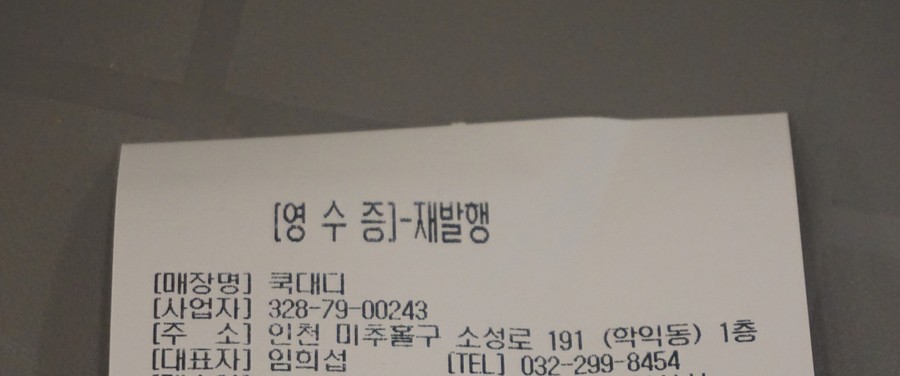 [영 수 증]-재발행
[매장명] 쿡대디
[사업자] 328-79-00243
[주 소] 인천 미추홀구 소성로 191 (학익동) 1층
[대표자] 임희섭 [TEL] 032-299-8454